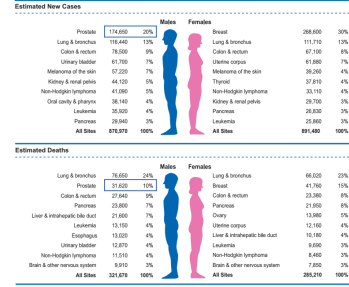 Estimated New Cases
Males Females
Prostate 174,650 20% Breast 268,600 30%
Lung & bronchus 116,440 13% Lung & bronchus 111,710 13%
Colon & rectum 78,500 9% Colon & rectum 67,100 8%
Urinary bladder 61,700 7% Uterine corpus 61,880 7%
Melanoma of the skin 57,220 7% Melanoma of the skin 39,260 4%
Kidney & renal pelvis 44,120 5% Thyroid 37,810 4%
Non-Hodgkin lymphoma 41,090 5% Non-Hodgkin lymphoma 33,110 4%
Oral cavity & pharynx 38,140 4% Kidney & renal pelvis 29,700 3%
Leukemia 35,920 4% Pancreas 26,830 3%
Pancreas 29,940 3% Leukemia 25,860 3%
All Sites 870,970 100% All Sites 891,480 100%
Estimated Deaths
Males Females
Lung & bronchus 76,650 24% Lung & bronchus 66,020 23%
Prostate 31,620 10% Breast 41,760 15%
Colon & rectum 27,640 9% Colon & rectum 23,380 8%
Pancreas 23,800 7% Pancreas 21,950 8%
Liver & intrahepatic bile duct 21,600 7% Ovary 13,980 5%
Leukemia 13,150 4% Uterine corpus 12,160 4%
Esophagus 13,020 4% Liver & intrahepatic bile duct 10,180 4%
Urinary bladder 12,870 4% Leukemia 9,690 3%
Non-Hodgkin lymphoma 11,510 4% Non-Hodgkin lymphoma 8,460 3%
Brain & other nervous system 9,910 3% Brain & other nervous system 7,850 3%
All Sites 321,670 100% All Sites 285,210 100%